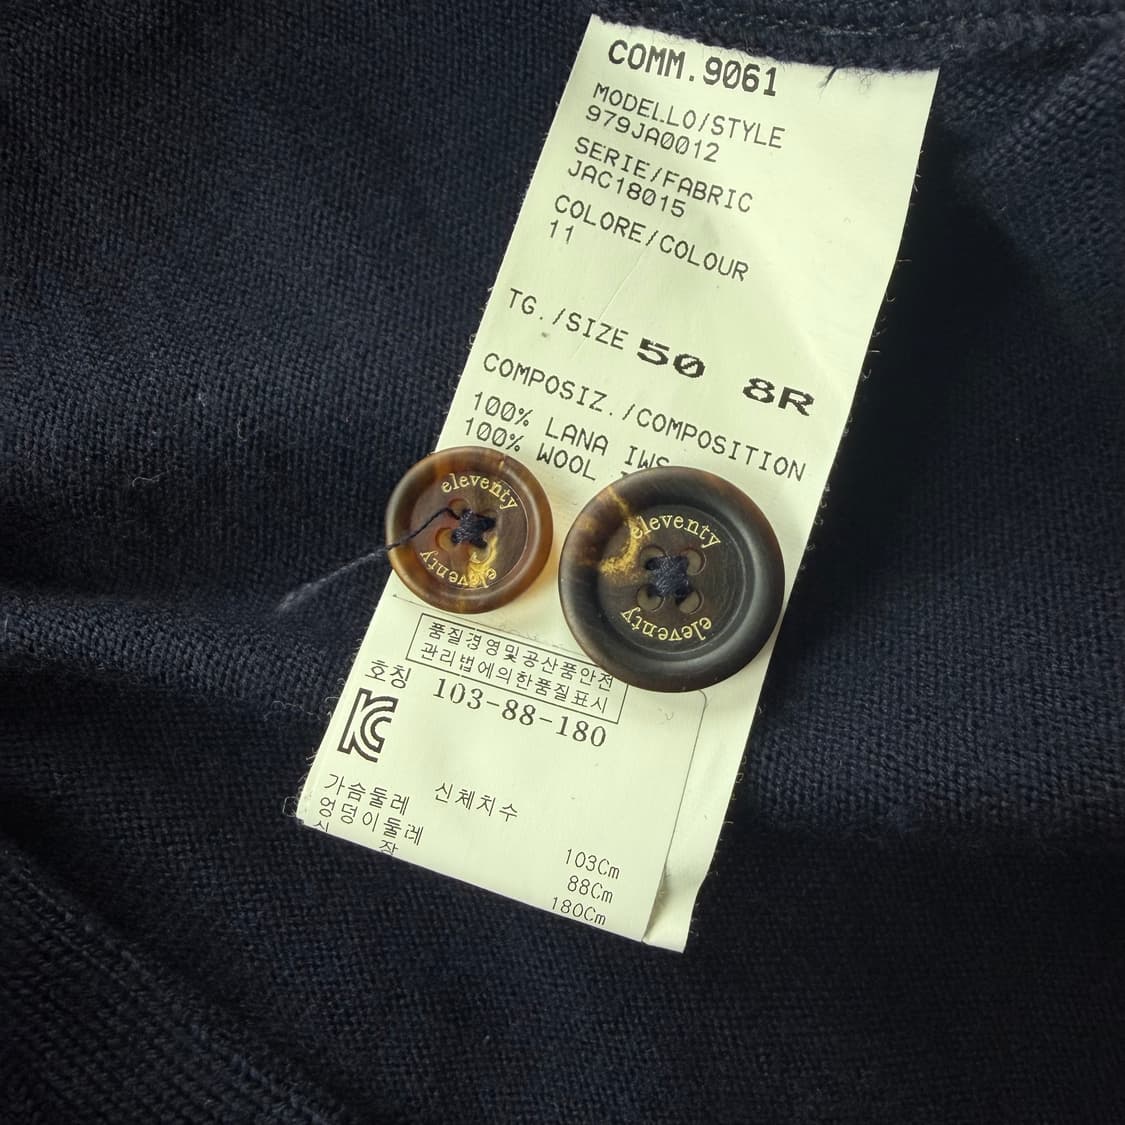 COMM.9061
MODELLO/STYLE
979JA0012
SERIE/FABRIC
JAC18015
COLORE/COLOUR
11
TG./SIZE 50 8R
COMPOSIZ./COMPOSITION
100% LANA IWS
100% WOOL
eleventy
eleventy
eleventy
eleventy
품질경영및공산품안전
관리법에의한품질표시
호칭 103-88-180
KC
신체치수
가슴둘레 103Cm
엉덩이둘레 88Cm
신 장 180Cm